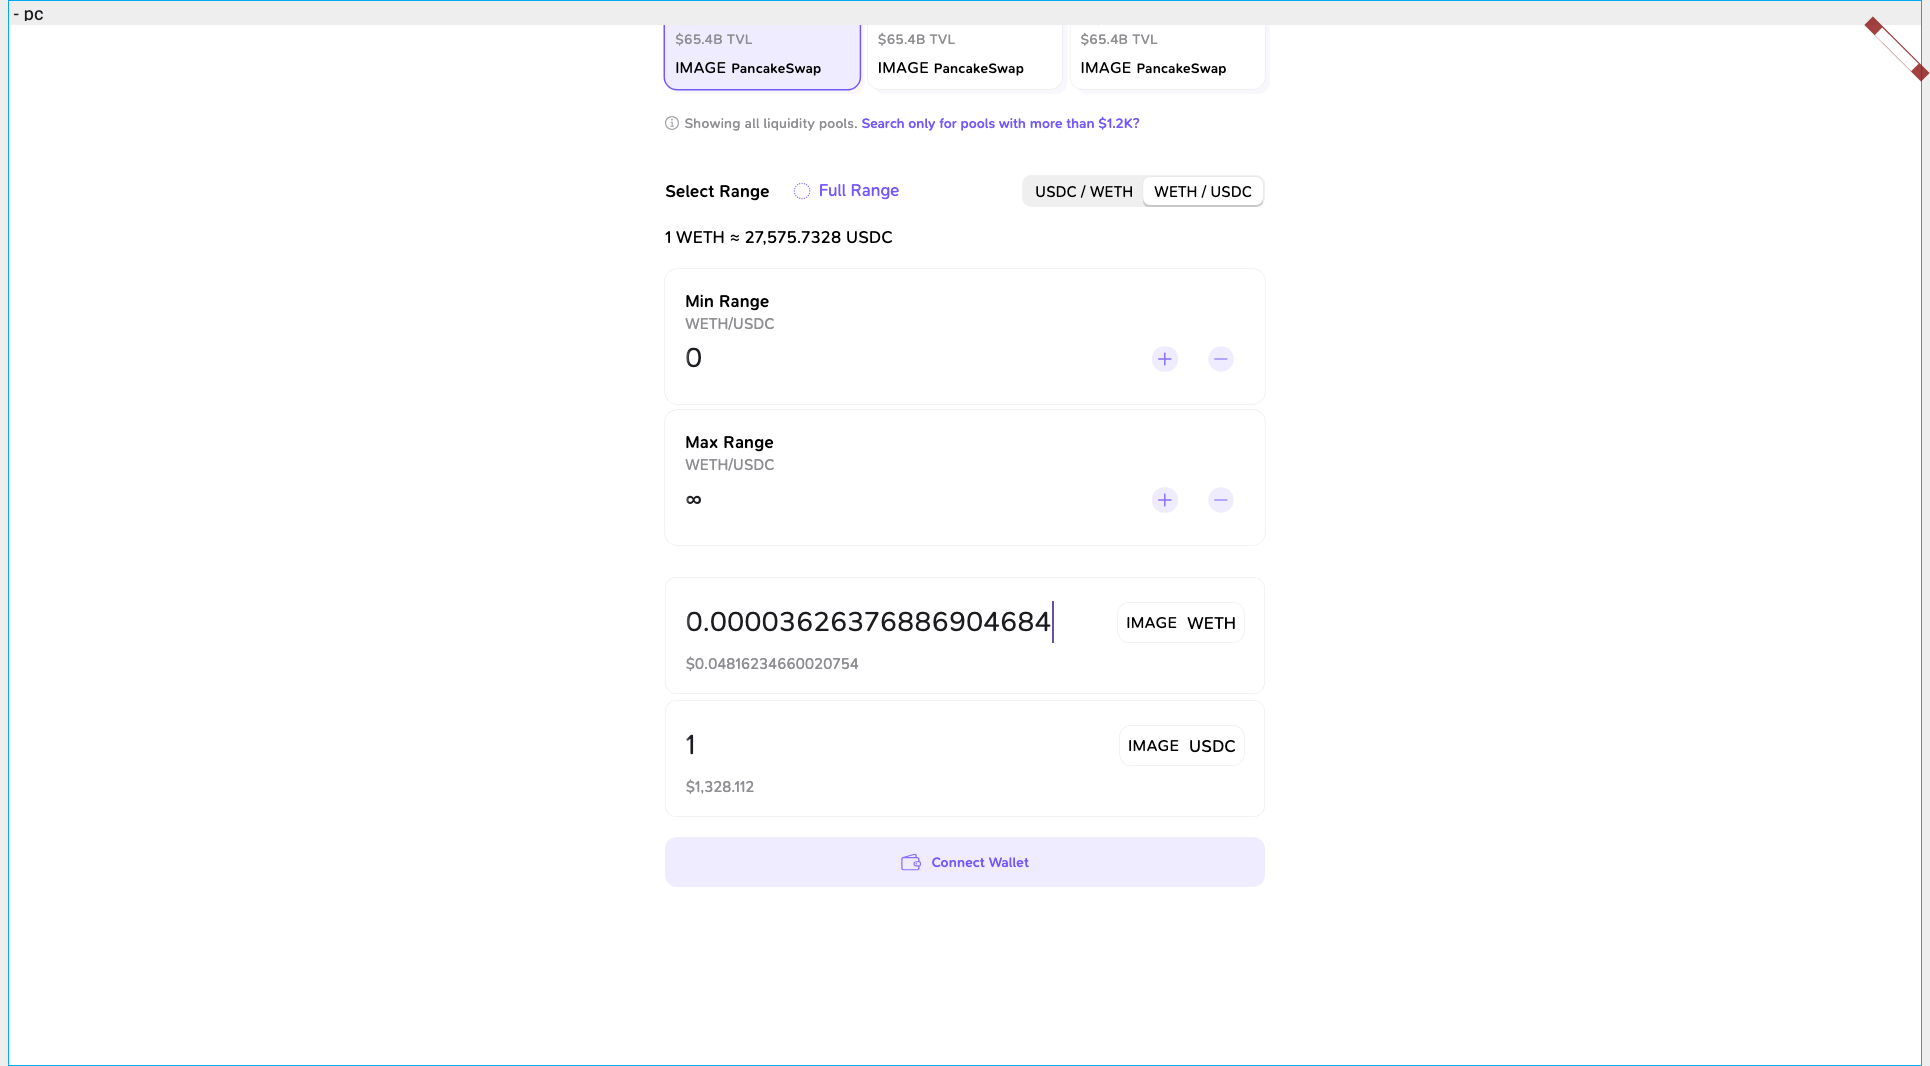 - pc
$65.4B TVL $65.4B TVL $65.4B TVL
IMAGE PancakeSwap IMAGE PancakeSwap IMAGE PancakeSwap
Showing all liquidity pools. Search only for pools with more than $1.2K?
Select Range Full Range USDC / WETH WETH / USDC
1 WETH ≈ 27,575.7328 USDC
Min Range
WETH/USDC
0
Max Range
WETH/USDC
∞
0.00003626376886904684 IMAGE WETH
$0.04816234660020754
1 IMAGE USDC
$1,328.112
Connect Wallet